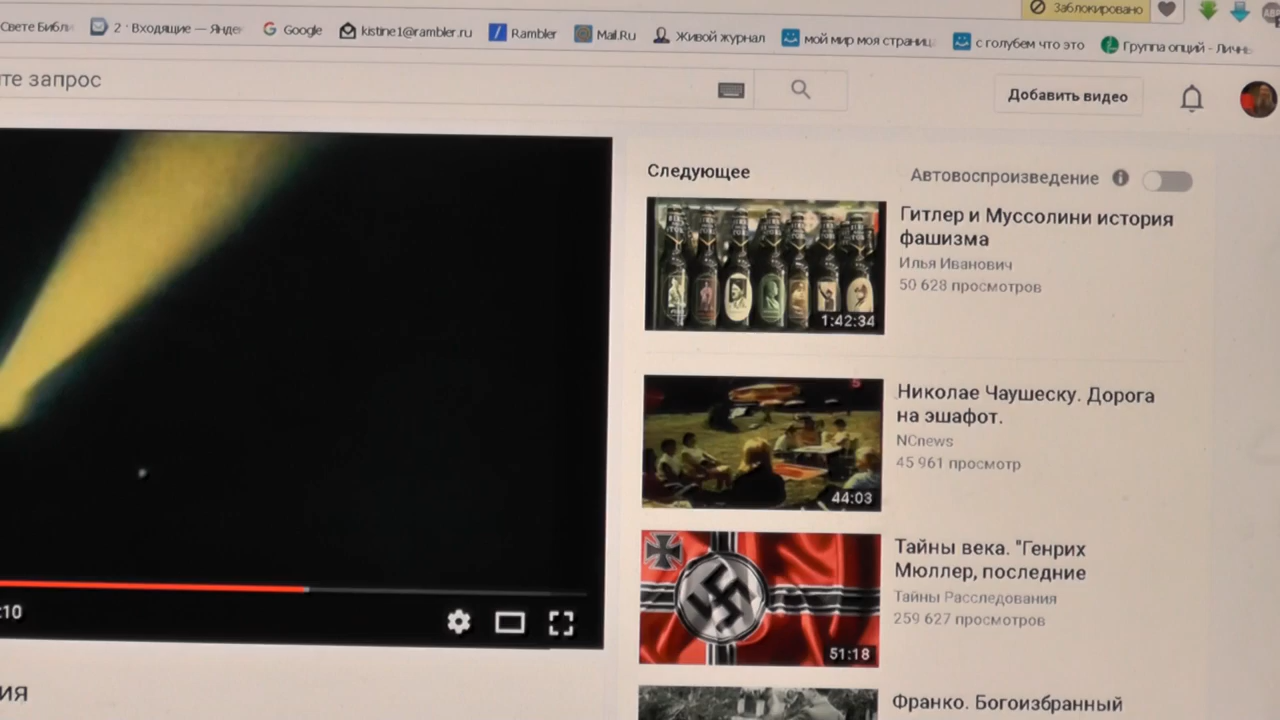 Заблокировано
Свете Библи
2 · Входящие — Янде
Google
kistine1@rambler.ru
Rambler
Mail.Ru
Живой журнал
мой мир моя страниц
с голубем что это
Группа опций - Личн
те запрос
Добавить видео
Следующее
Автовоспроизведение
Гитлер и Муссолини история
фашизма
Илья Иванович
50 628 просмотров
1:42:34
Николае Чаушеску. Дорога
на эшафот.
NCnews
45 961 просмотр
44:03
Тайны века. "Генрих
Мюллер, последние
Тайны Расследования
259 627 просмотров
51:18
:10
ия
Франко. Богоизбранный